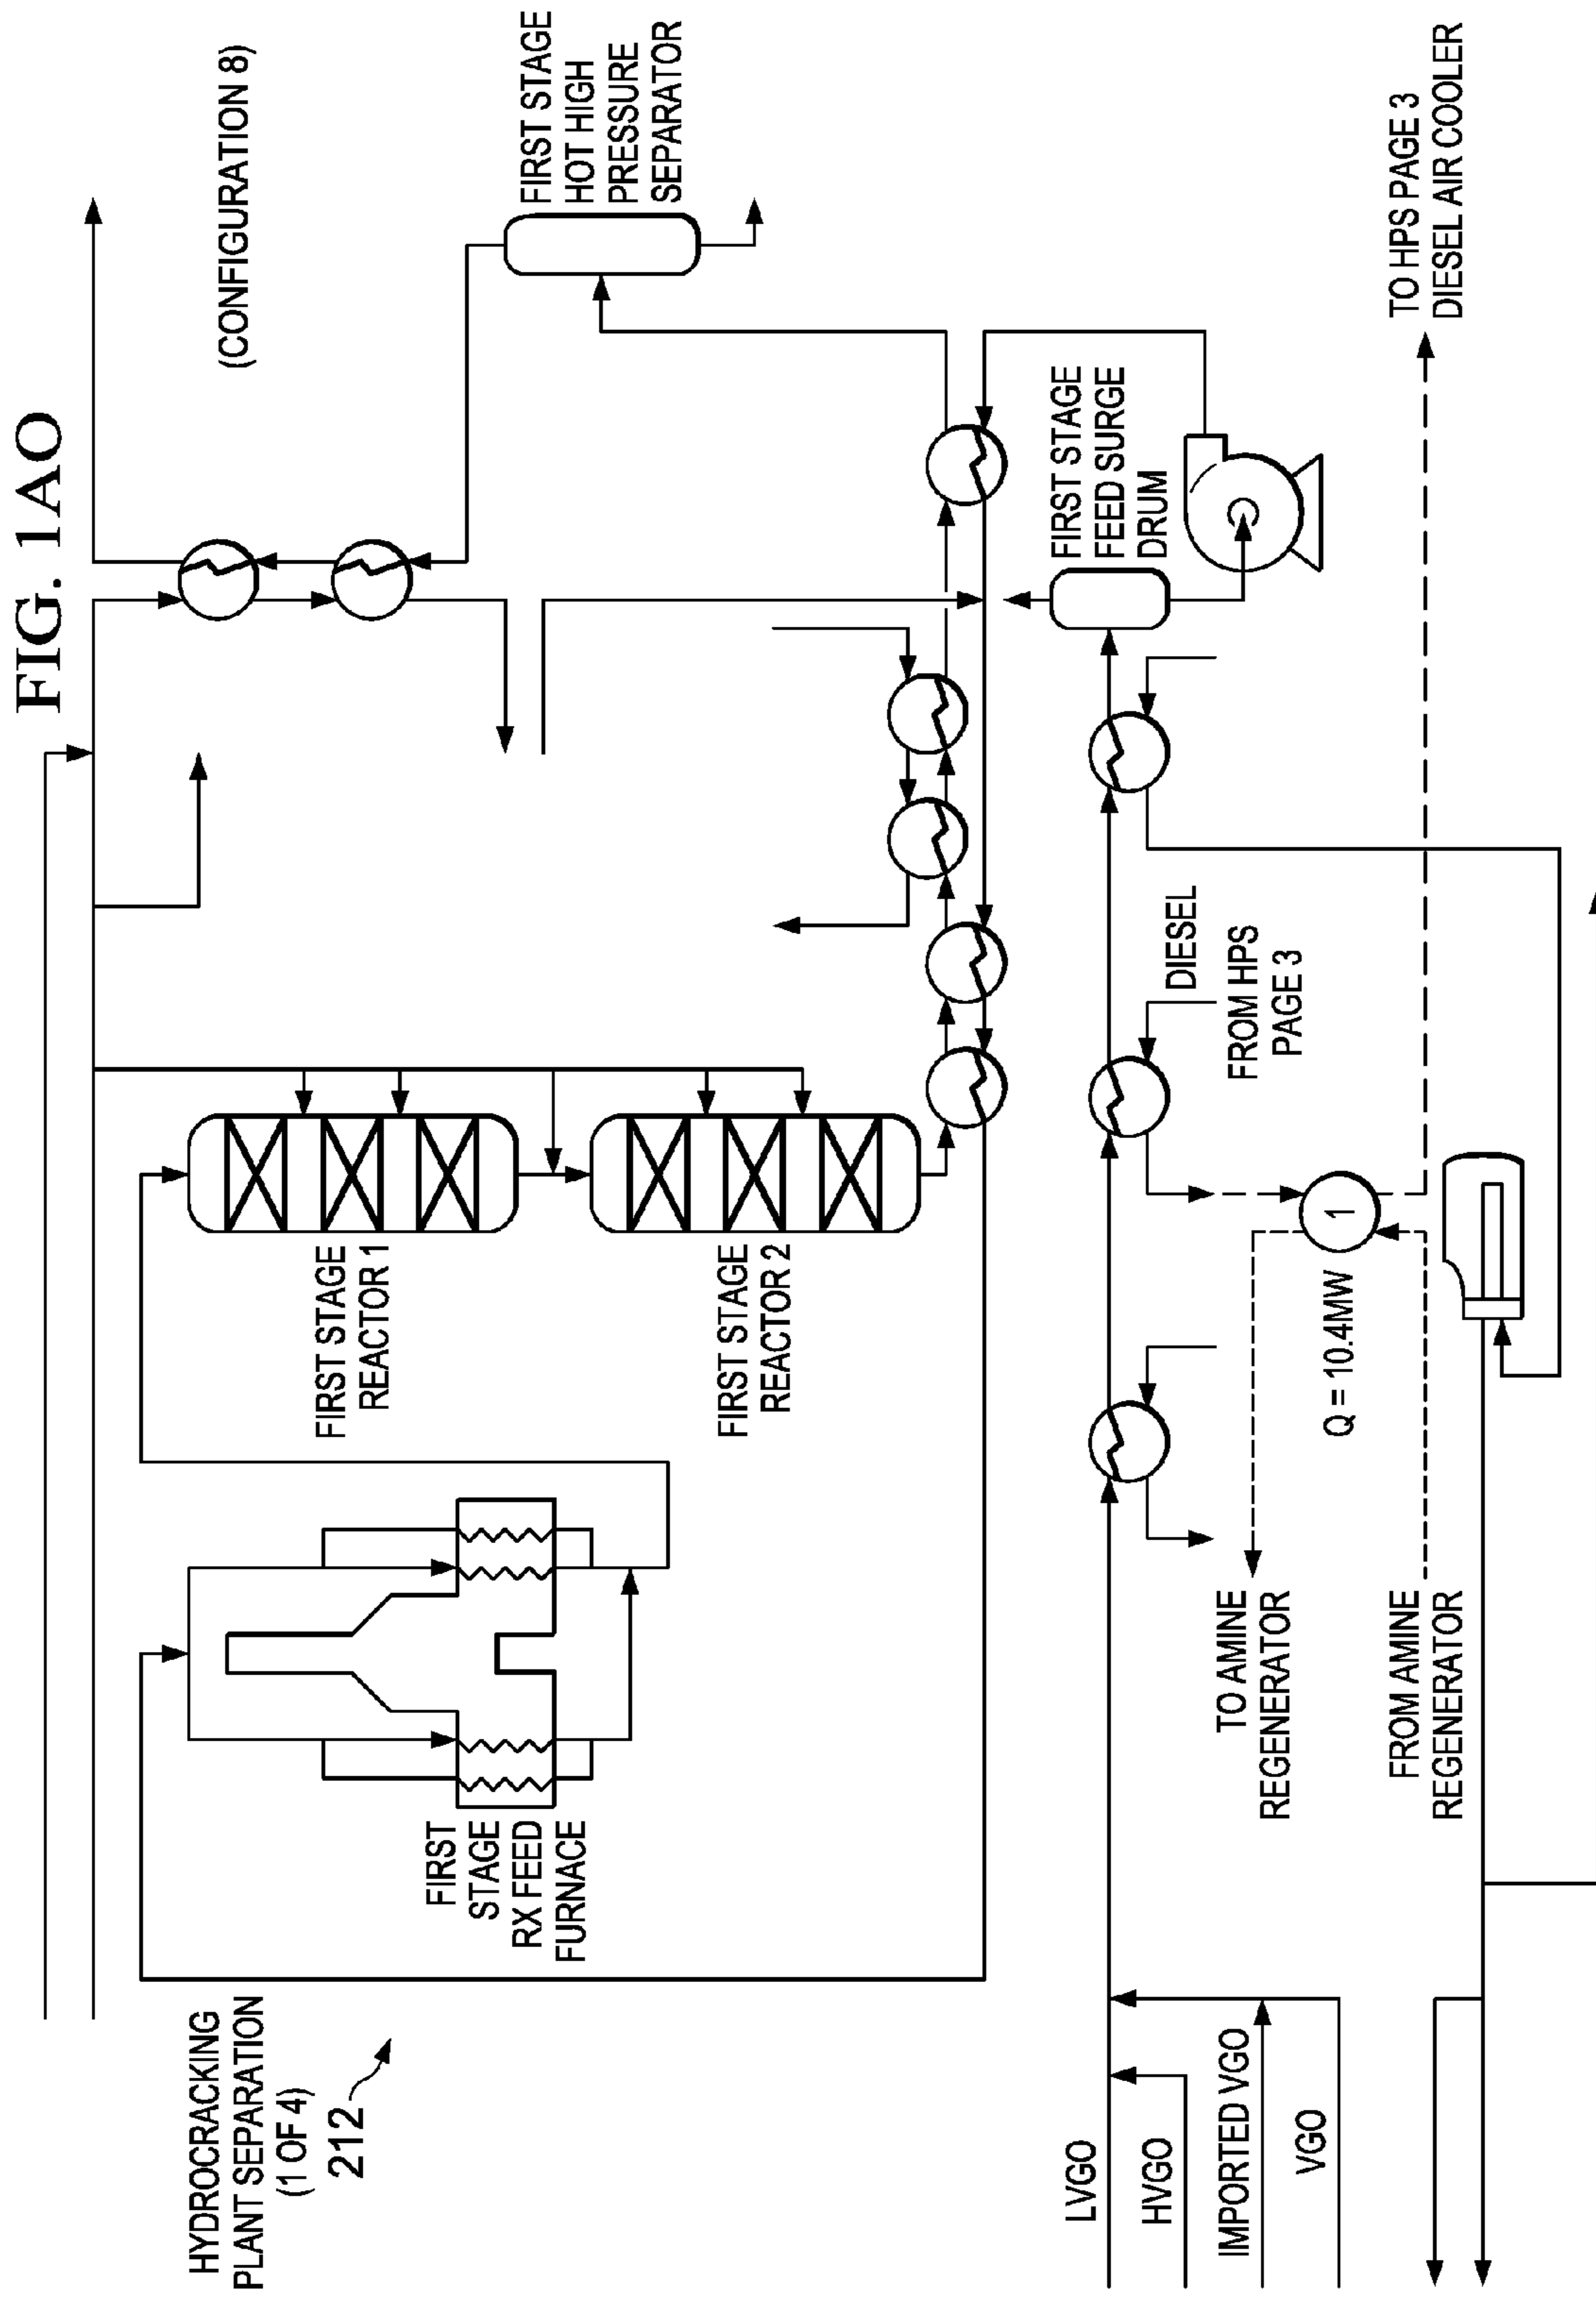 FIG. 1AO
(CONFIGURATION 8)
HYDROCRACKING
PLANT SEPARATION
(1 OF 4)
212
FIRST
STAGE
RX FEED
FURNACE
FIRST STAGE
REACTOR 1
FIRST STAGE
REACTOR 2
FIRST STAGE
HOT HIGH
PRESSURE
SEPARATOR
FIRST STAGE
FEED SURGE
DRUM
LVGO
HVGO
IMPORTED VGO
VGO
TO AMINE
REGENERATOR
FROM AMINE
REGENERATOR
Q = 10.4MW
1
DIESEL
FROM HPS
PAGE 3
TO HPS PAGE 3
DIESEL AIR COOLER